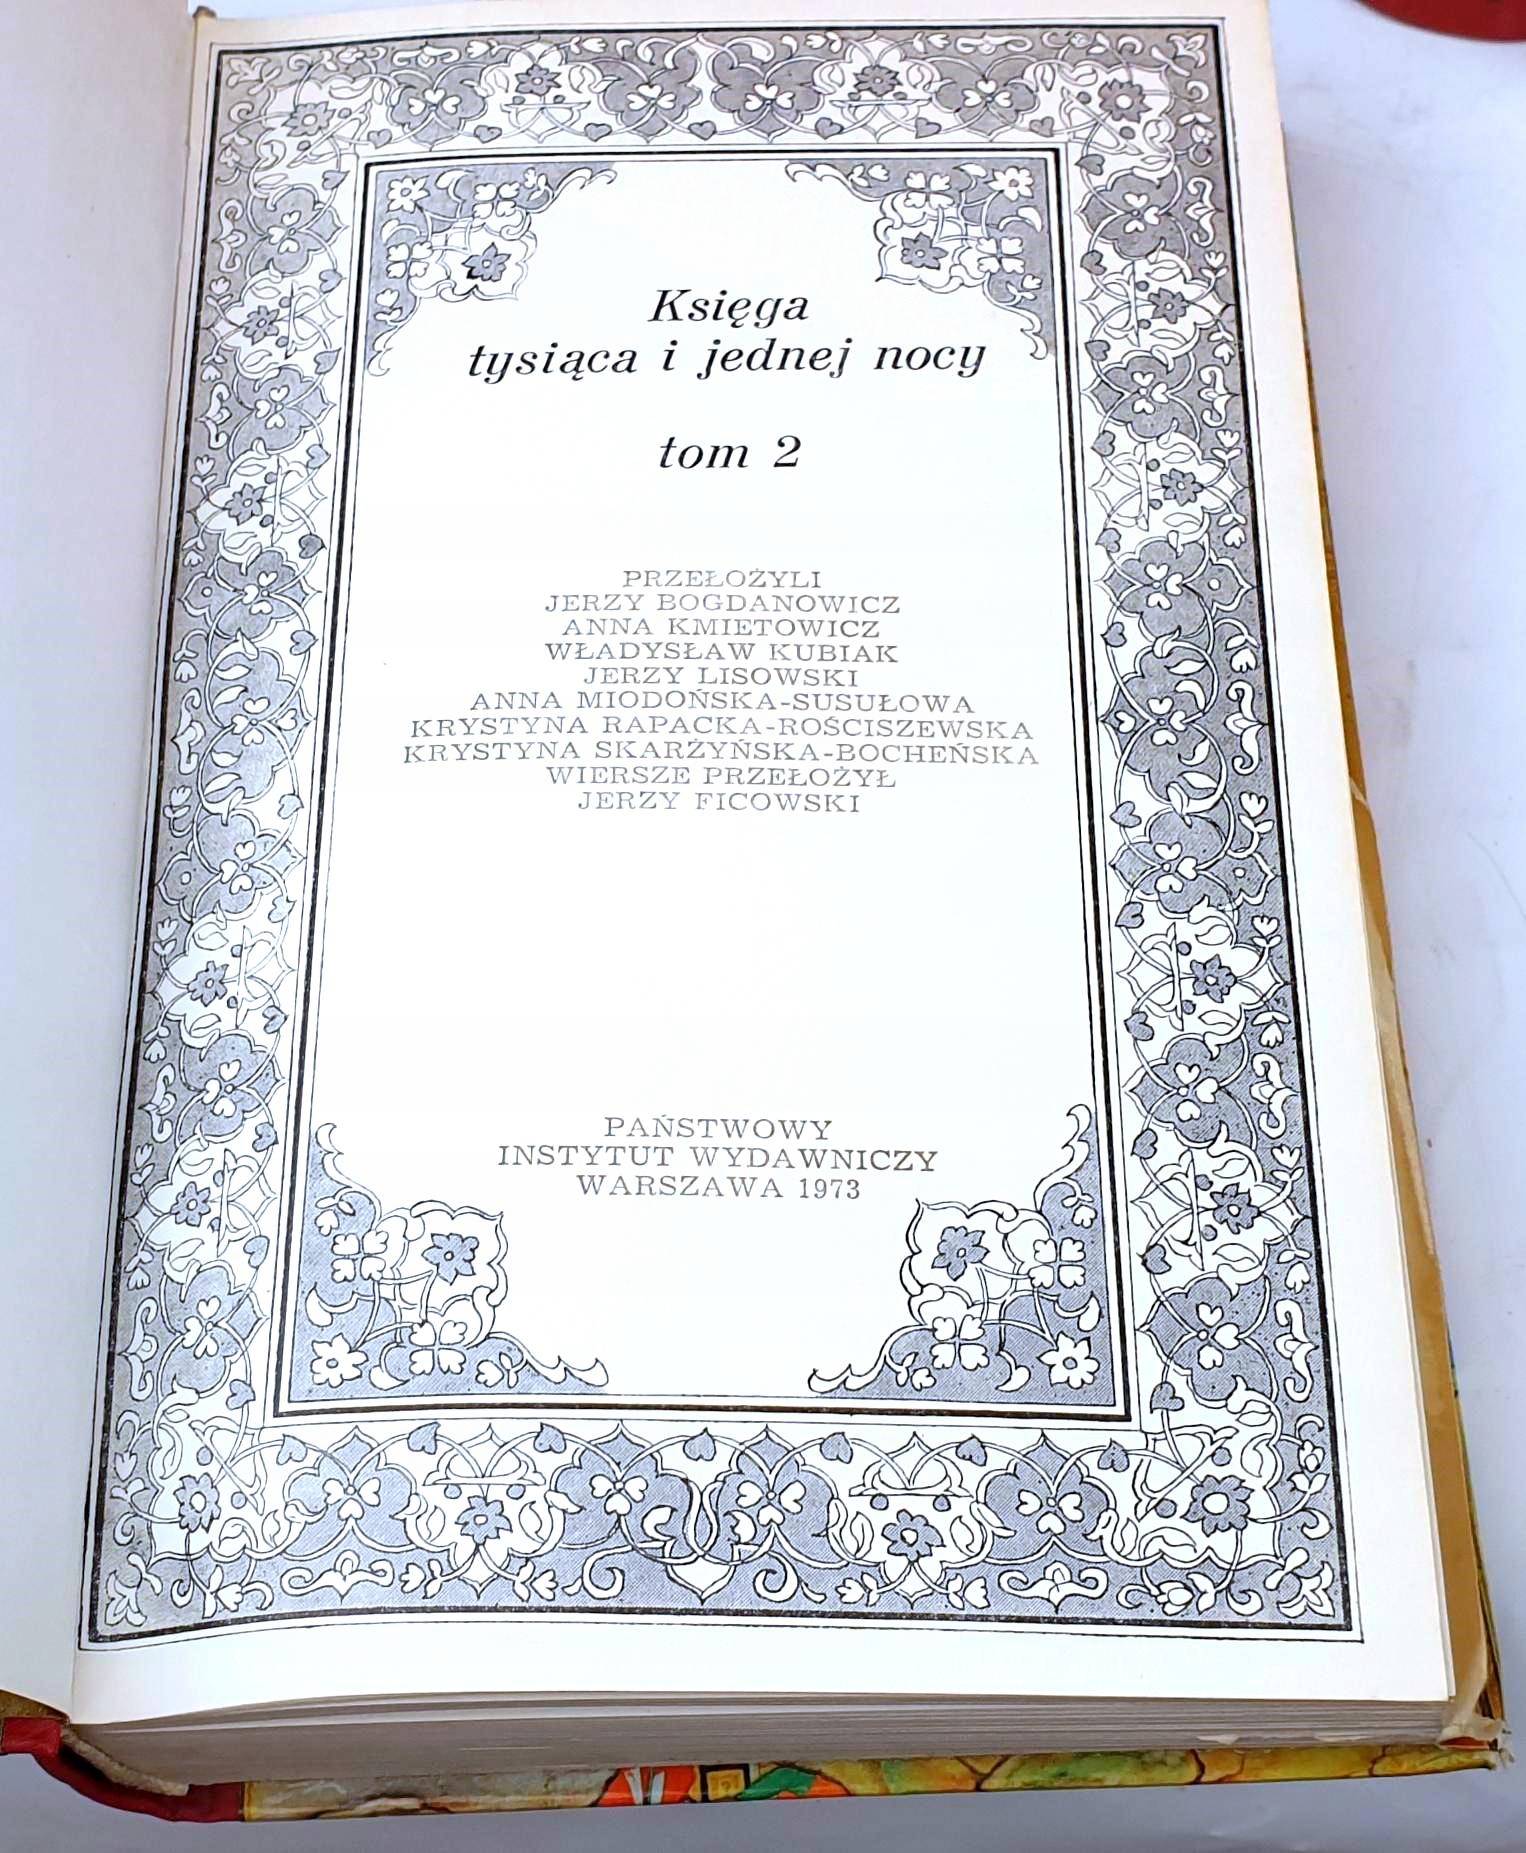 Księga
tysiąca i jednej nocy
tom 2
PRZEŁOŻYLI
JERZY BOGDANOWICZ
ANNA KMIETOWICZ
WŁADYSŁAW KUBIAK
JERZY LISOWSKI
ANNA MIODOŃSKA-SUSUŁOWA
KRYSTYNA RAPACKA-ROŚCISZEWSKA
KRYSTYNA SKARŻYŃSKA-BOCHEŃSKA
WIERSZE PRZEŁOŻYŁ
JERZY FICOWSKI
PAŃSTWOWY
INSTYTUT WYDAWNICZY
WARSZAWA 1973